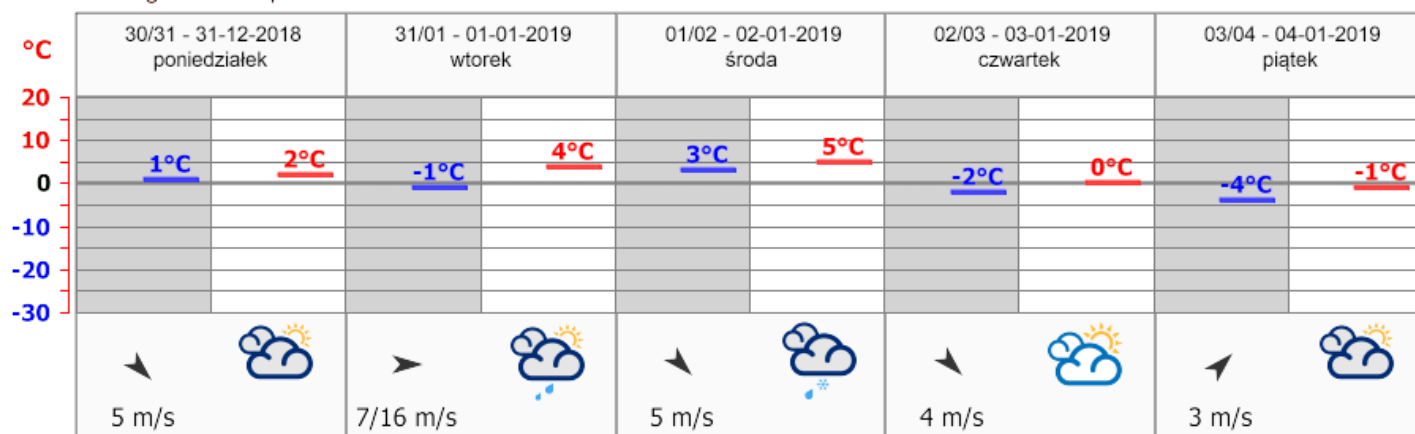 30/31 - 31-12-2018
poniedziałek
31/01 - 01-01-2019
wtorek
01/02 - 02-01-2019
środa
02/03 - 03-01-2019
czwartek
03/04 - 04-01-2019
piątek
°C
20
10
0
-10
-20
-30
1°C
2°C
-1°C
4°C
3°C
5°C
-2°C
0°C
-4°C
-1°C
5 m/s
7/16 m/s
5 m/s
4 m/s
3 m/s